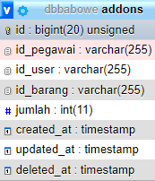 v dbbabowe addons
id : bigint(20) unsigned
id_pegawai : varchar(255)
id_user : varchar(255)
id_barang : varchar(255)
# jumlah : int(11)
created_at : timestamp
updated_at : timestamp
deleted_at : timestamp